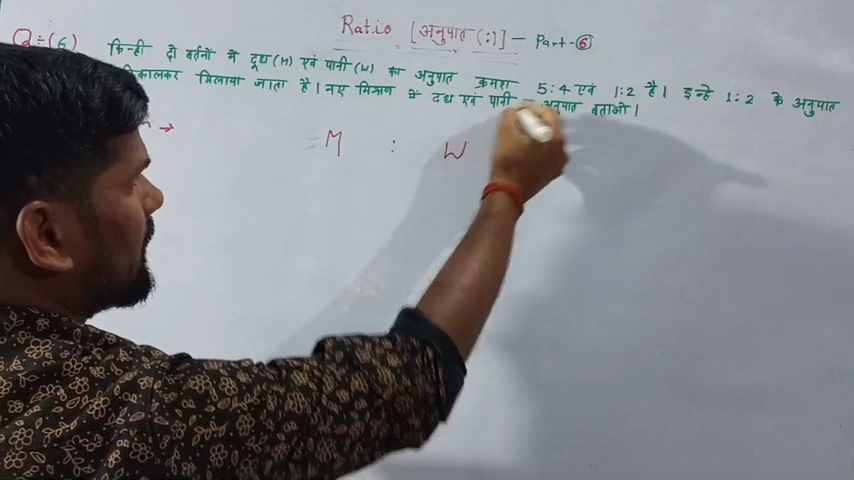 Ratio [अनुपात (:)] - Part-⑥
Q÷(6) किन्ही दो बर्तनों में दूध (M) एवं पानी (W) का अनुपात क्रमशः 5:4 एवं 1:2 है। इन्हे 1:2 के अनुपात
निकालकर मिलाया जाता है। नए मिश्रण में दूध एवं पानी अनुपात बताओ।
→
= M : W